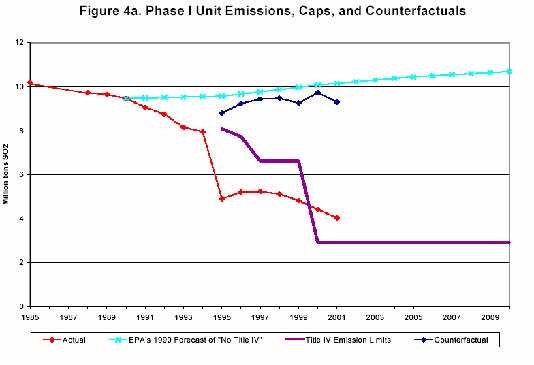 Figure 4a. Phase I Unit Emissions, Caps, and Counterfactuals
12
10
8
6
4
2
0
Million tons SO2
1985 1987 1989 1991 1993 1995 1997 1999 2001 2003 2005 2007 2009
Actual EPA's 1990 Forecast of "No Title IV" Title IV Emission Limits Counterfactual